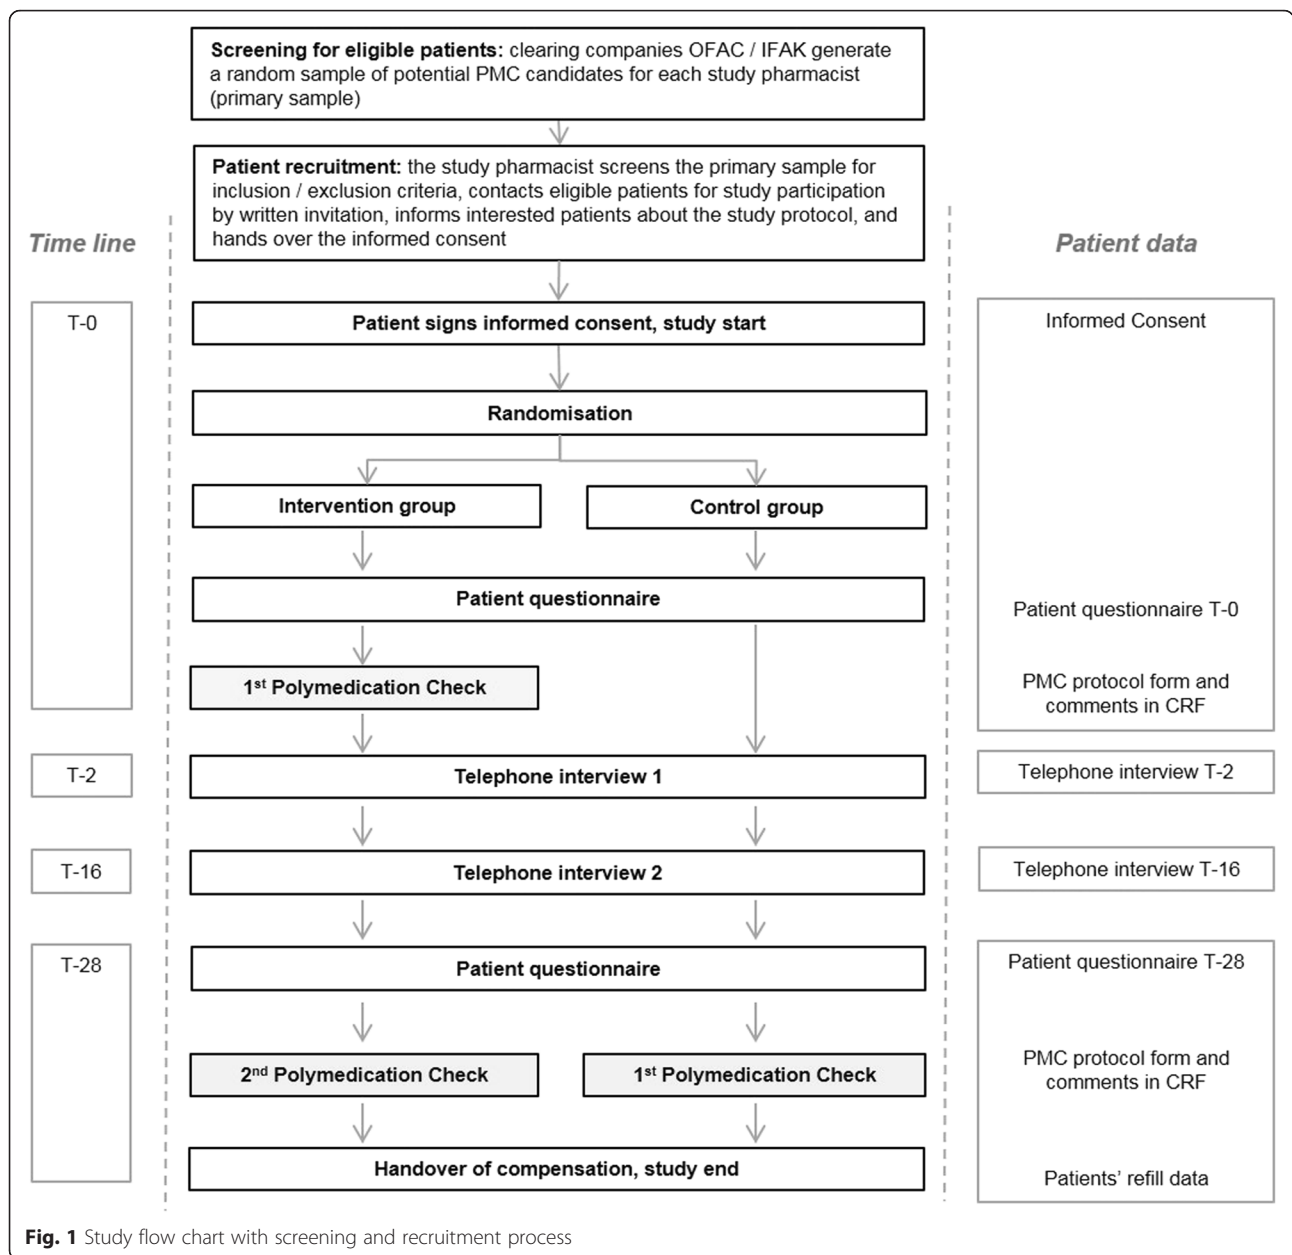 Screening for eligible patients: clearing companies OFAC / IFAK generate
a random sample of potential PMC candidates for each study pharmacist
(primary sample)
Patient recruitment: the study pharmacist screens the primary sample for
inclusion / exclusion criteria, contacts eligible patients for study participation
by written invitation, informs interested patients about the study protocol, and
hands over the informed consent
Time line
Patient data
T-0
Patient signs informed consent, study start
Informed Consent
Randomisation
Intervention group
Control group
Patient questionnaire
Patient questionnaire T-0
1st Polymedication Check
PMC protocol form and
comments in CRF
T-2
Telephone interview 1
Telephone interview T-2
T-16
Telephone interview 2
Telephone interview T-16
T-28
Patient questionnaire
Patient questionnaire T-28
2nd Polymedication Check
1st Polymedication Check
PMC protocol form and
comments in CRF
Handover of compensation, study end
Patients' refill data
Fig. 1 Study flow chart with screening and recruitment process